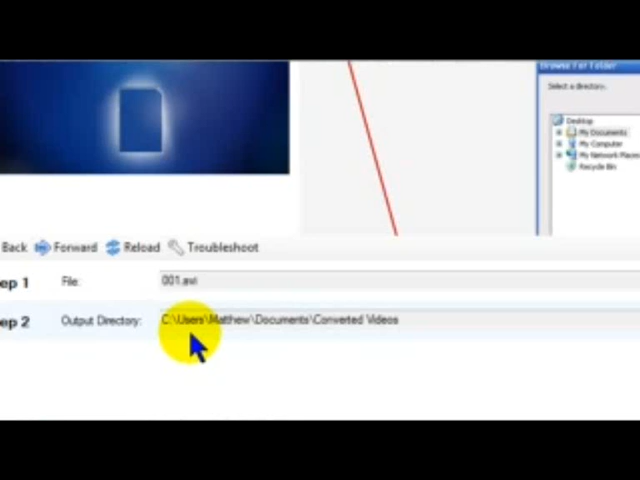 Browse For Folder
Select a directory.
Desktop
My Documents
My Computer
My Network Places
Recycle Bin
Back Forward Reload Troubleshoot
ep 1 File: 001.avi
ep 2 Output Directory: C:\Users\Matthew\Documents\Converted Videos